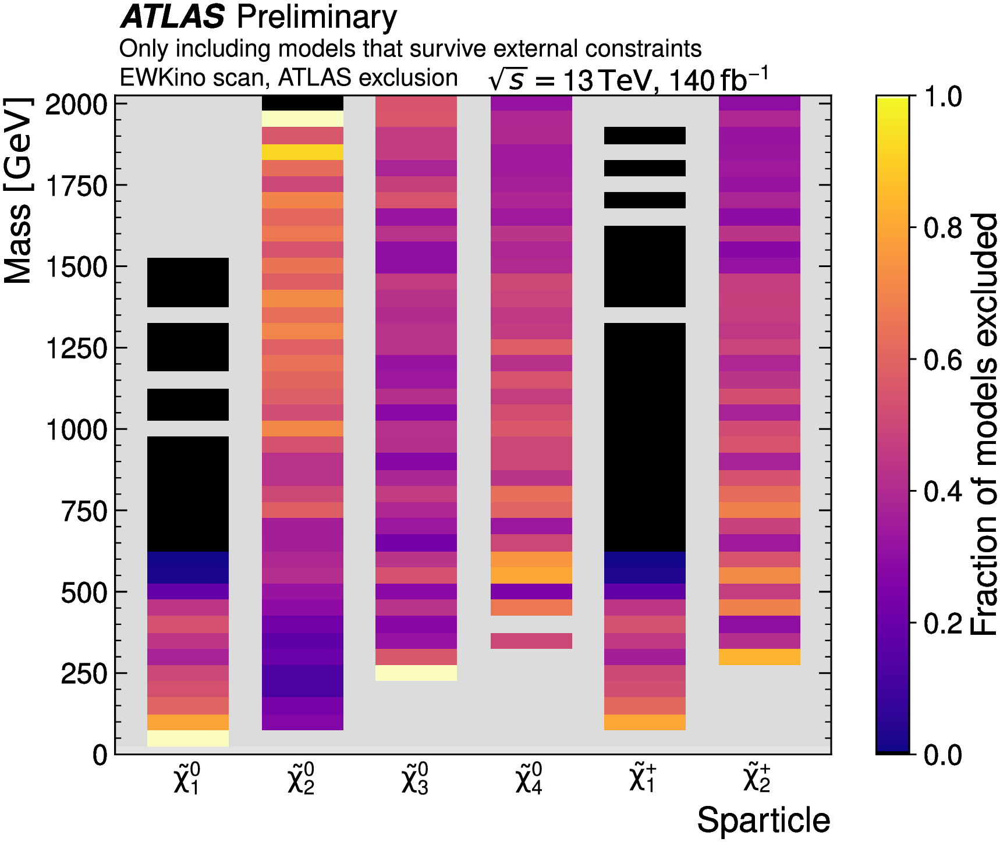 ATLAS Preliminary
Only including models that survive external constraints
EWKino scan, ATLAS exclusion √s = 13 TeV, 140 fb⁻¹
Mass [GeV]
2000
1750
1500
1250
1000
750
500
250
0
χ̃⁰₁ χ̃⁰₂ χ̃⁰₃ χ̃⁰₄ χ̃⁺₁ χ̃⁺₂
Sparticle
1.0
0.8
0.6
0.4
0.2
0.0
Fraction of models excluded